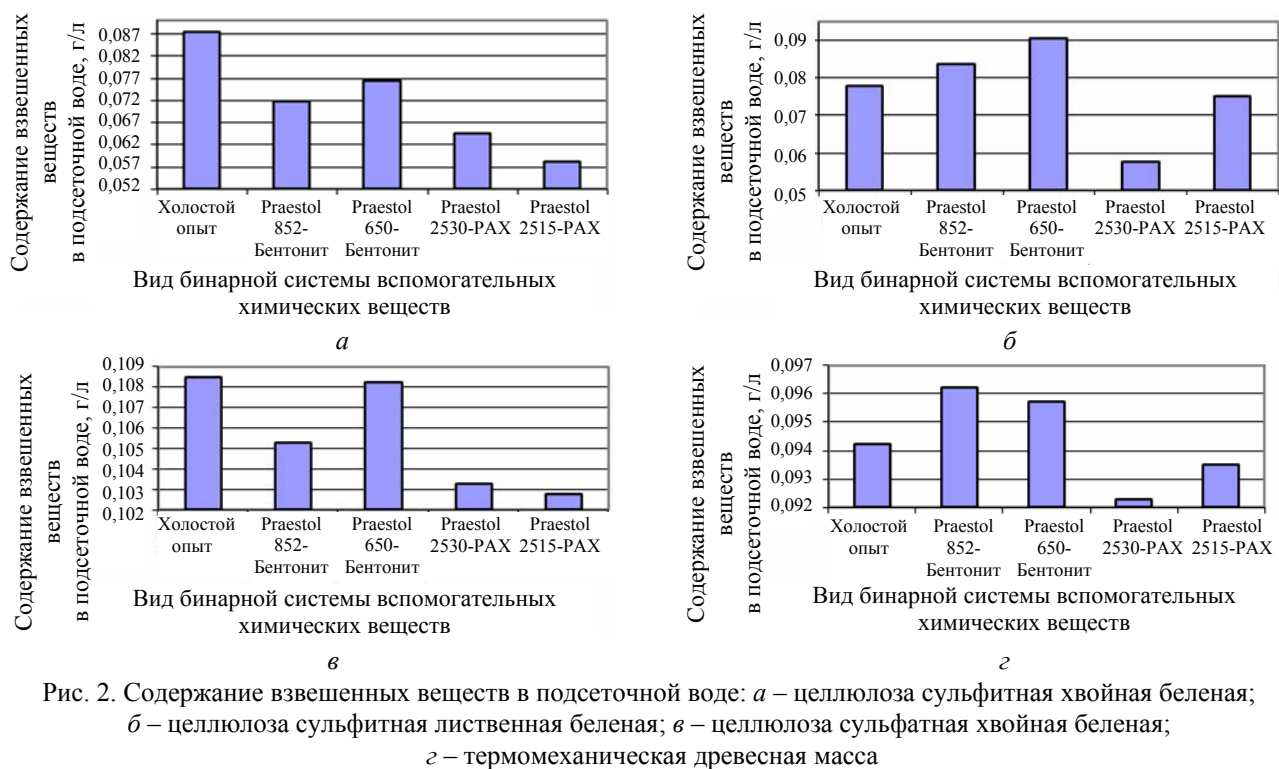 Содержание взвешенных
веществ
в подсеточной воде, г/л
0,087
0,082
0,077
0,072
0,067
0,062
0,057
0,052
Холостой
опыт
Praestol
852-
Бентонит
Praestol
650-
Бентонит
Praestol
2530-PAX
Praestol
2515-PAX
Вид бинарной системы вспомогательных
химических веществ
а
Содержание взвешенных
веществ
в подсеточной воде, г/л
0,09
0,08
0,07
0,06
0,05
Холостой
опыт
Praestol
852-
Бентонит
Praestol
650-
Бентонит
Praestol
2530-PAX
Praestol
2515-PAX
Вид бинарной системы вспомогательных
химических веществ
б
Содержание взвешенных
веществ
в подсеточной воде, г/л
0,109
0,108
0,107
0,106
0,105
0,104
0,103
0,102
Холостой
опыт
Praestol
852-
Бентонит
Praestol
650-
Бентонит
Praestol
2530-PAX
Praestol
2515-PAX
Вид бинарной системы вспомогательных
химических веществ
в
Содержание взвешенных
веществ
в подсеточной воде, г/л
0,097
0,096
0,095
0,094
0,093
0,092
Холостой
опыт
Praestol
852-
Бентонит
Praestol
650-
Бентонит
Praestol
2530-PAX
Praestol
2515-PAX
Вид бинарной системы вспомогательных
химических веществ
г
Рис. 2. Содержание взвешенных веществ в подсеточной воде: а – целлюлоза сульфитная хвойная беленая;
б – целлюлоза сульфитная лиственная беленая; в – целлюлоза сульфатная хвойная беленая;
г – термомеханическая древесная масса